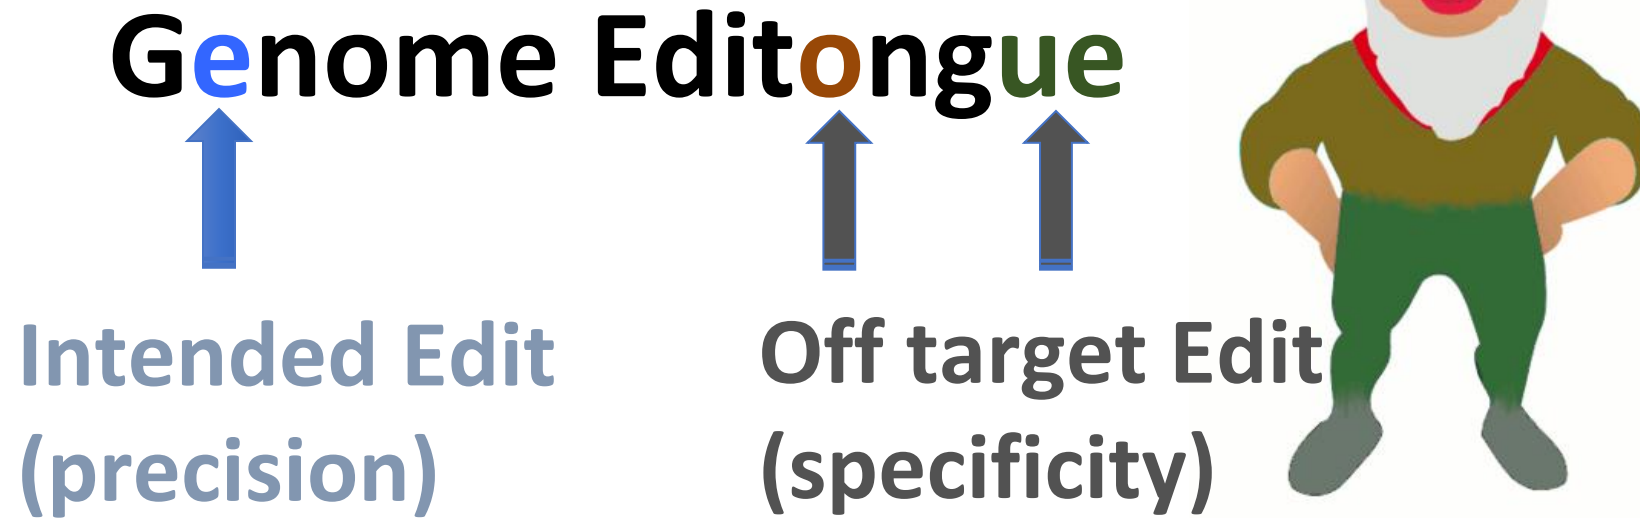 Genome Editongue
Intended Edit
(precision)
Off target Edit
(specificity)